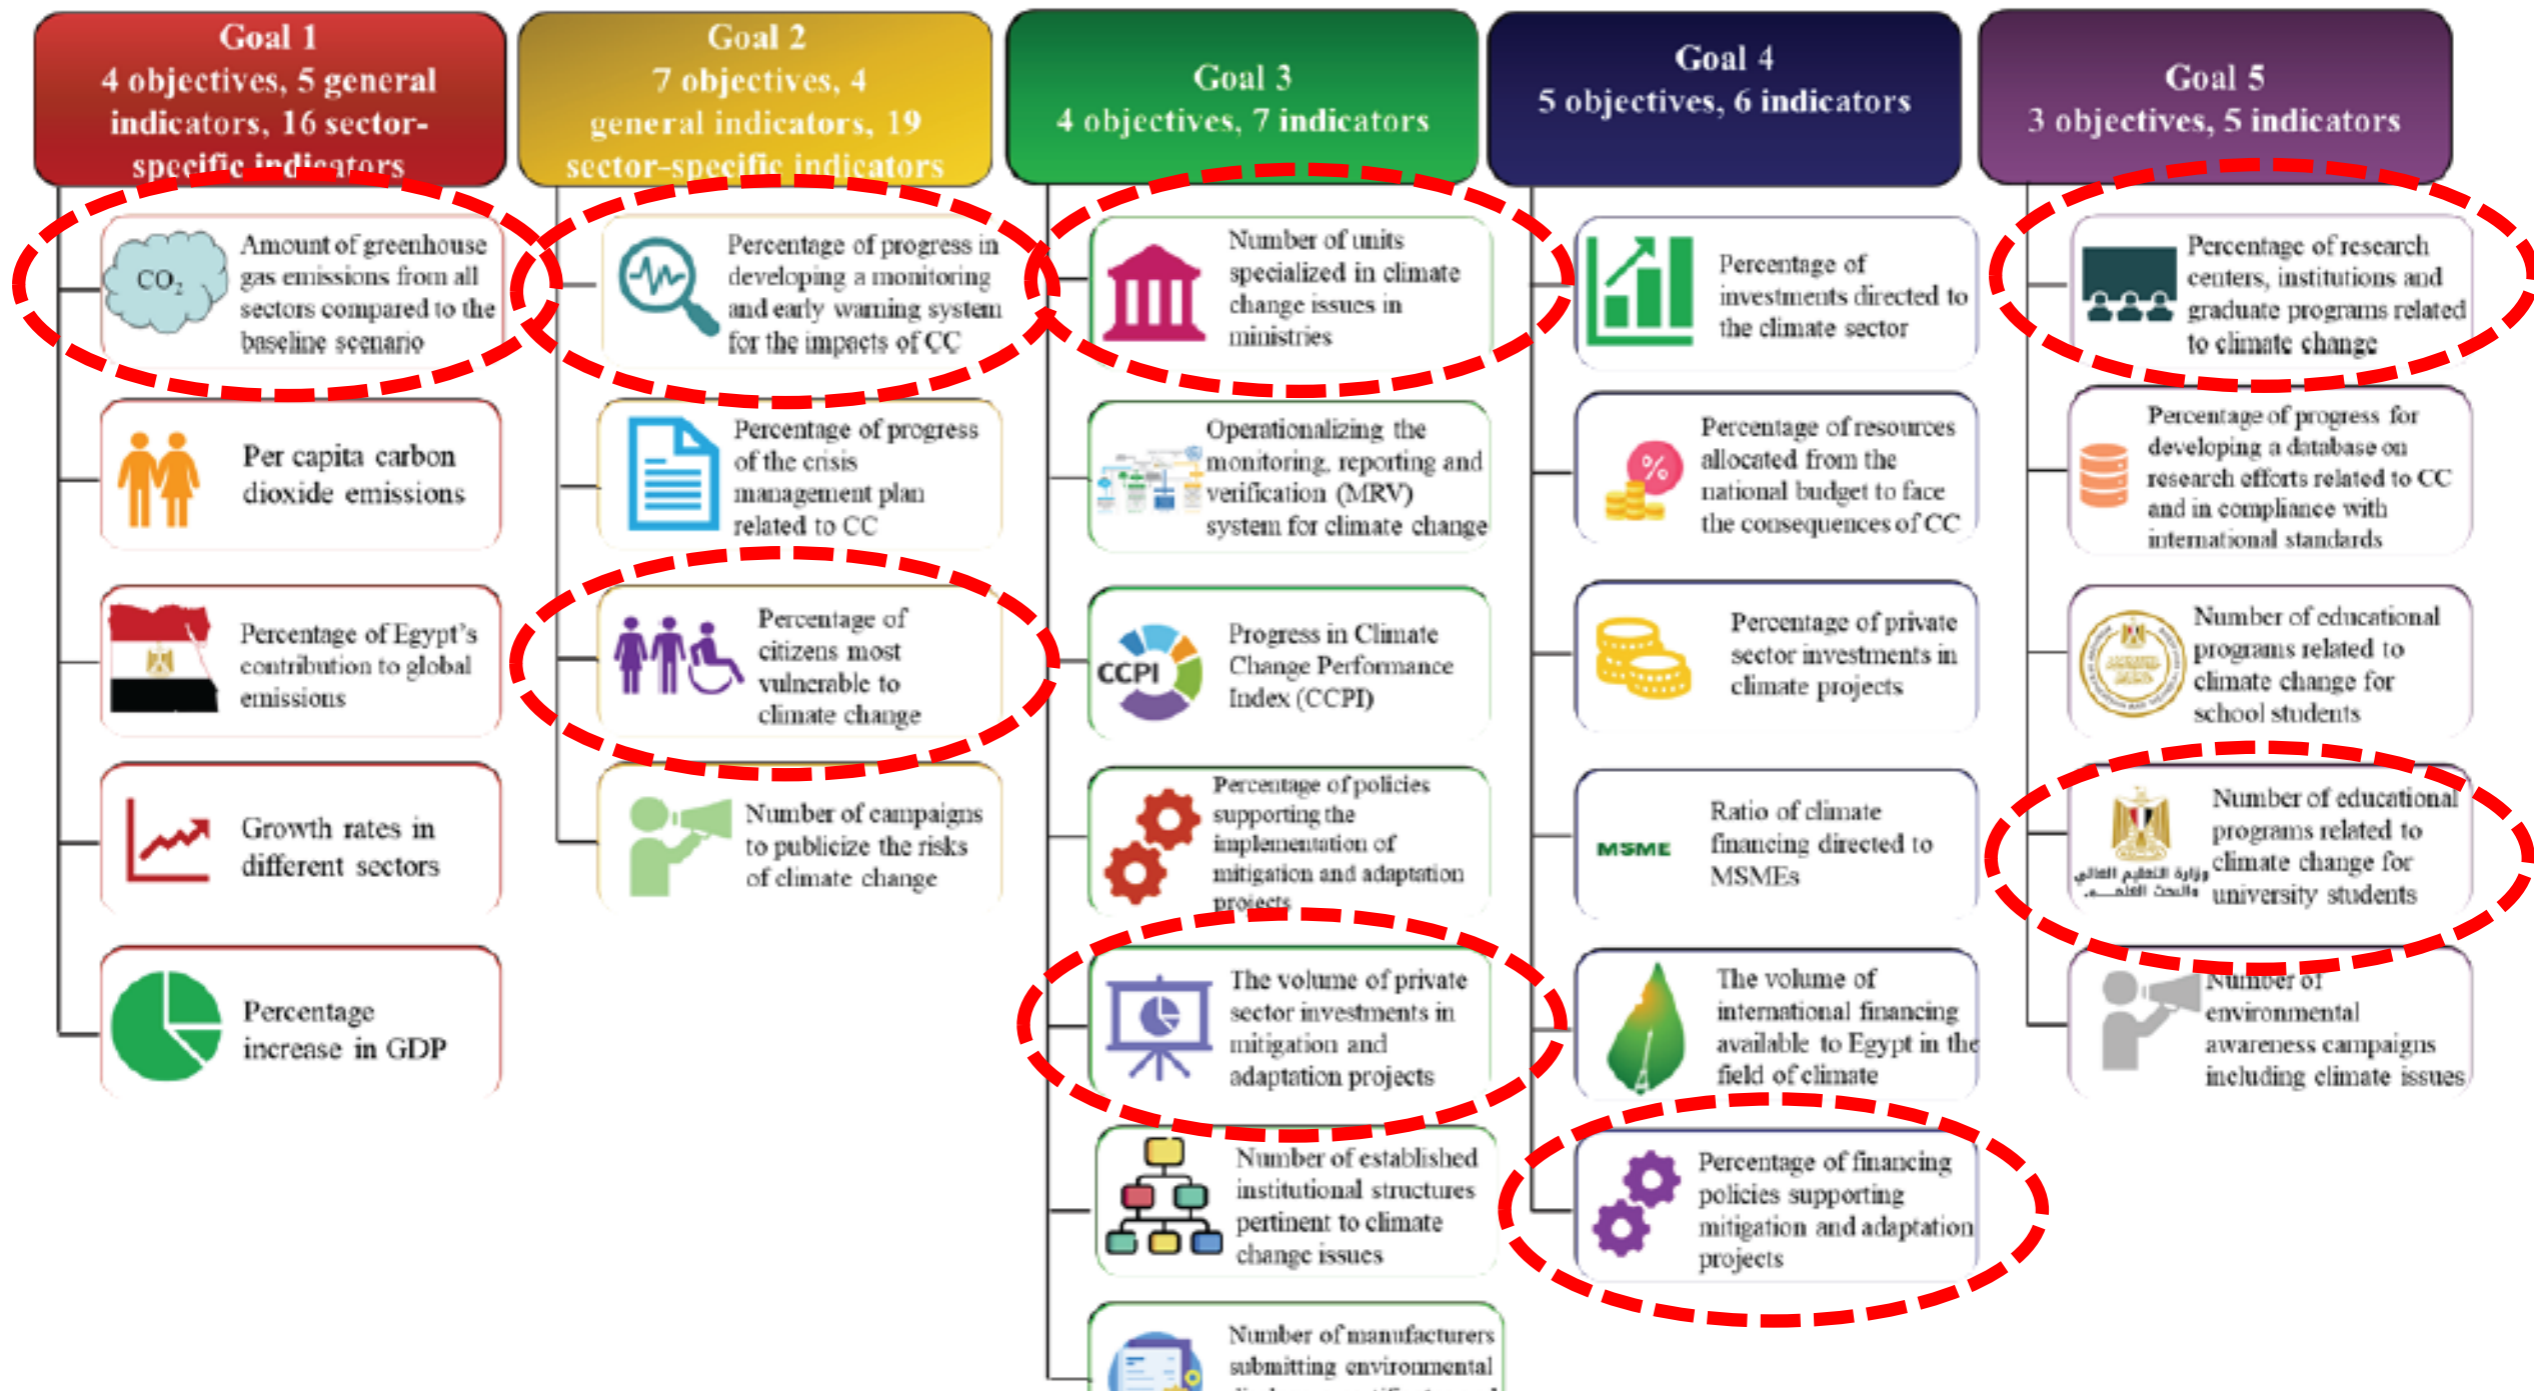 Goal 1
4 objectives, 5 general
indicators, 16 sector-
specific indicators
CO₂
Amount of greenhouse
gas emissions from all
sectors compared to the
baseline scenario
Per capita carbon
dioxide emissions
Percentage of Egypt's
contribution to global
emissions
Growth rates in
different sectors
Percentage
increase in GDP
Goal 2
7 objectives, 4
general indicators, 19
sector-specific indicators
Percentage of progress in
developing a monitoring
and early warning system
for the impacts of CC
Percentage of progress
of the crisis
management plan
related to CC
Percentage of
citizens most
vulnerable to
climate change
Number of campaigns
to publicize the risks
of climate change
Goal 3
4 objectives, 7 indicators
Number of units
specialized in climate
change issues in
ministries
Operationalizing the
monitoring, reporting and
verification (MRV)
system for climate change
CCPI
Progress in Climate
Change Performance
Index (CCPI)
Percentage of policies
supporting the
implementation of
mitigation and adaptation
projects
The volume of private
sector investments in
mitigation and
adaptation projects
Number of established
institutional structures
pertinent to climate
change issues
Number of manufacturers
submitting environmental
Goal 4
5 objectives, 6 indicators
Percentage of
investments directed to
the climate sector
%
Percentage of resources
allocated from the
national budget to face
the consequences of CC
Percentage of private
sector investments in
climate projects
MSME
Ratio of climate
financing directed to
MSMEs
The volume of
international financing
available to Egypt in the
field of climate
Percentage of financing
policies supporting
mitigation and adaptation
projects
Goal 5
3 objectives, 5 indicators
Percentage of research
centers, institutions and
graduate programs related
to climate change
Percentage of progress for
developing a database on
research efforts related to CC
and in compliance with
international standards
Number of educational
programs related to
climate change for
school students
وزارة التعليم العالي
والبحث العلمي
Number of educational
programs related to
climate change for
university students
Number of
environmental
awareness campaigns
including climate issues